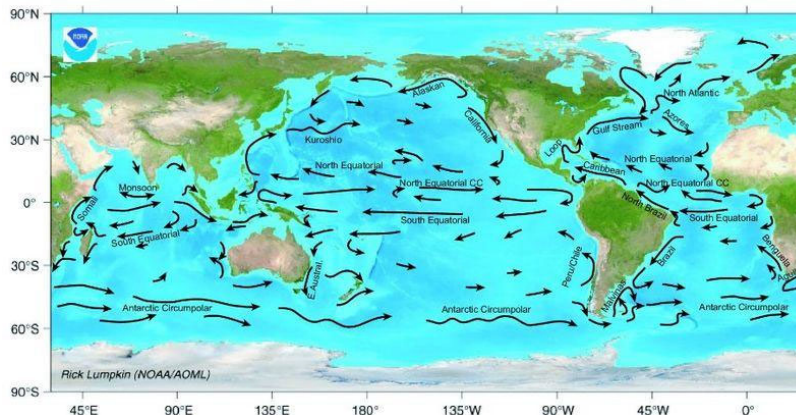 NOAA
90°N
60°N
30°N
0°
30°S
60°S
90°S
Alaskan
North Atlantic
California
Azores
Gulf Stream
Kuroshio
Loop
North Equatorial
North Equatorial
Caribbean
Monsoon
North Equatorial CC
North Equatorial CC
Somali
North Brazil
South Equatorial
South Equatorial
South Equatorial
Brazil
Benguela
Peru/Chile
E.Austral.
Malvinas
Antarctic Circumpolar
Antarctic Circumpolar
Antarctic Circumpolar
Rick Lumpkin (NOAA/AOML)
45°E
90°E
135°E
180°
135°W
90°W
45°W
0°